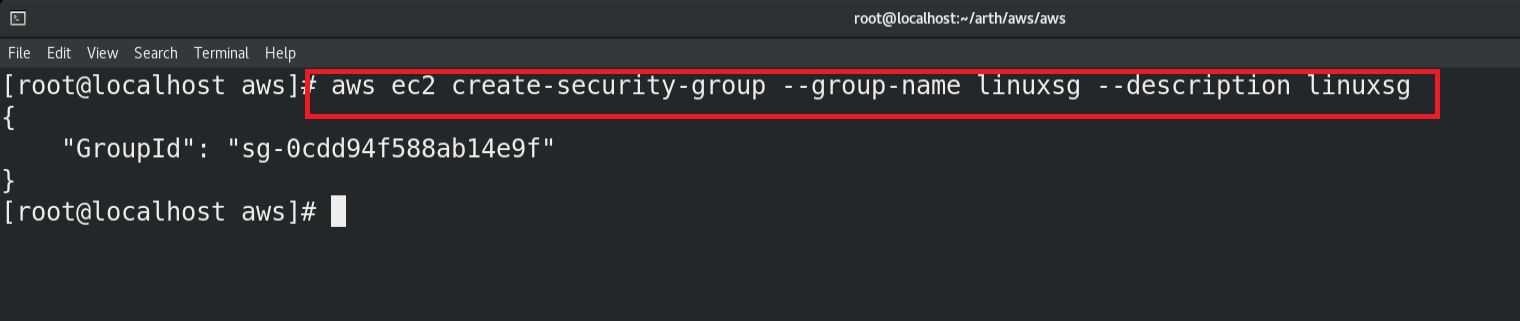 root@localhost:~/arth/aws/aws
File Edit View Search Terminal Help
[root@localhost aws]# aws ec2 create-security-group --group-name linuxsg --description linuxsg
{
    "GroupId": "sg-0cdd94f588ab14e9f"
}
[root@localhost aws]#